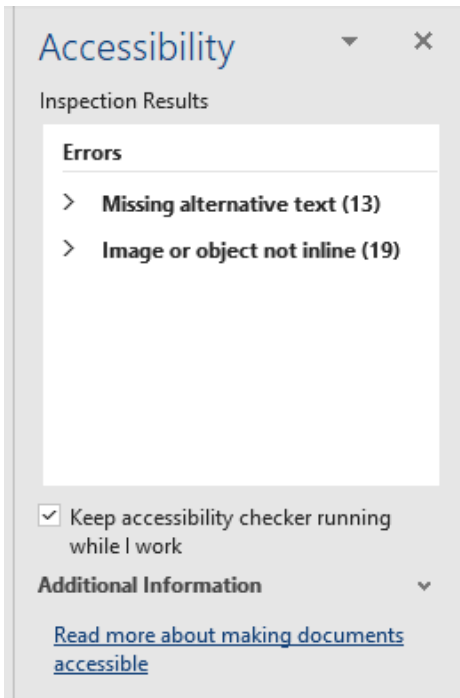 Accessibility
Inspection Results
Errors
Missing alternative text (13)
Image or object not inline (19)
Keep accessibility checker running
while I work
Additional Information
Read more about making documents
accessible